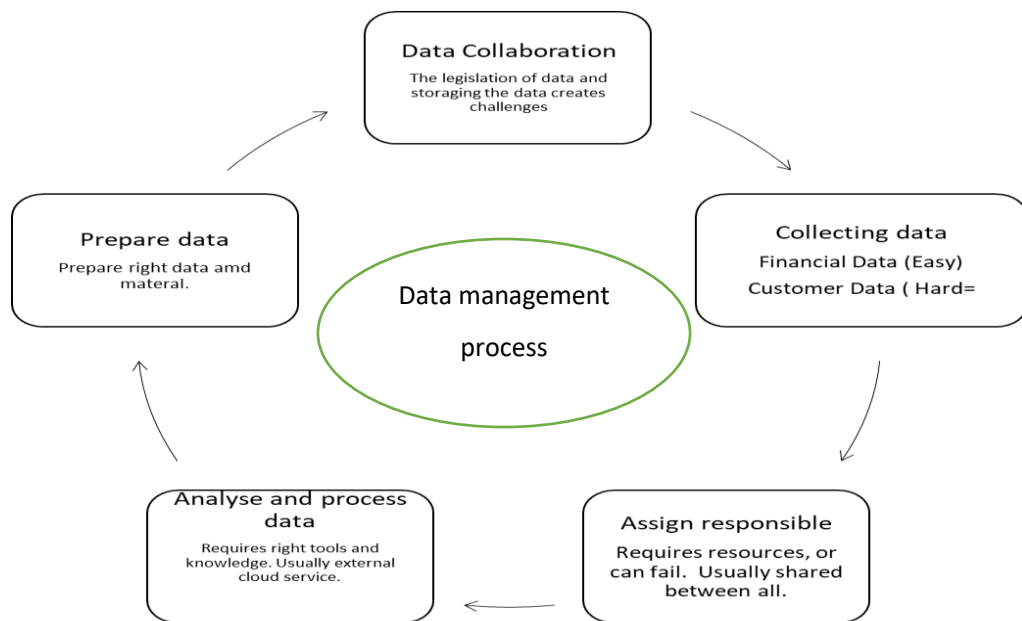 Data Collaboration
The legislation of data and
storaging the data creates
challenges
Collecting data
Financial Data (Easy)
Customer Data ( Hard=
Assign responsible
Requires resources, or
can fail.  Usually shared
between all.
Analyse and process
data
Requires right tools and
knowledge. Usually external
cloud service.
Prepare data
Prepare right data amd
materal.
Data management
process